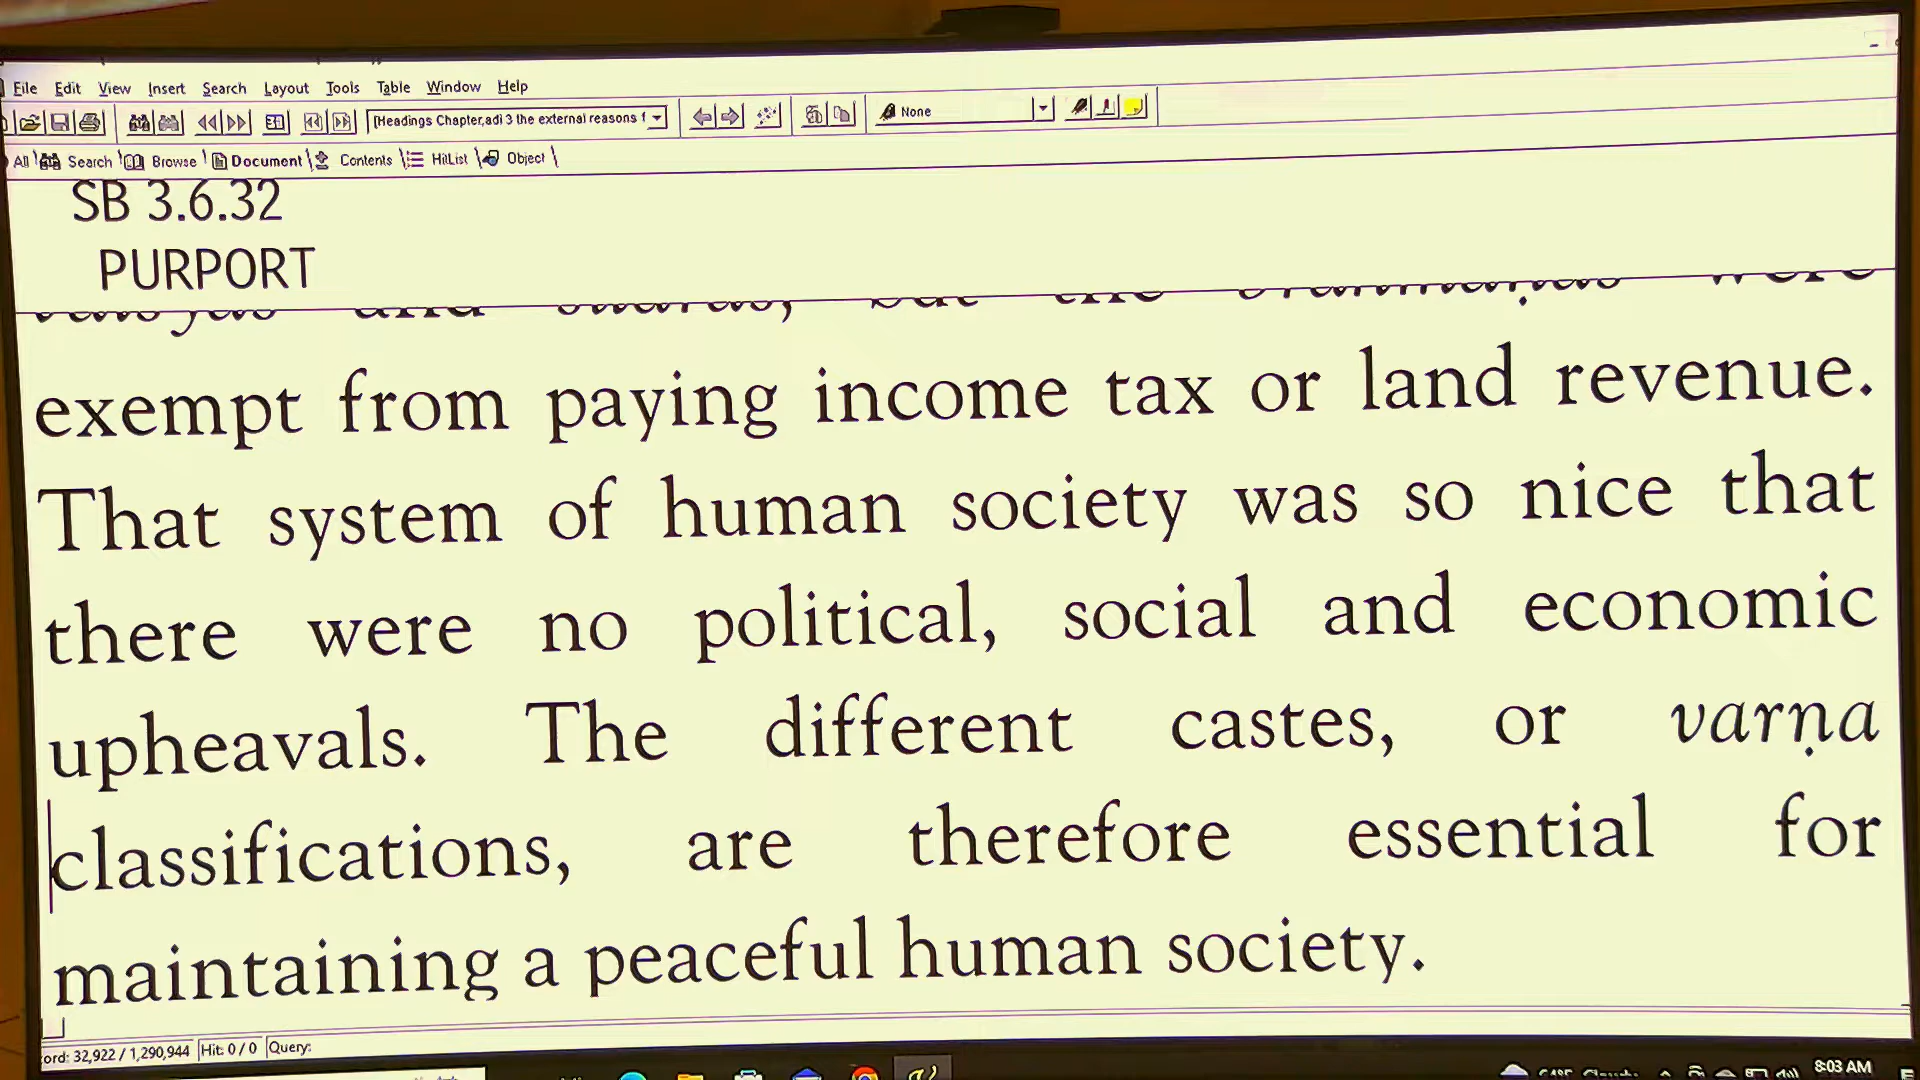 File Edit View Insert Search Layout Tools Table Window Help
[Headings Chapter,adi 3 the external reasons f
None
All Search Browse Document Contents HitList Object
SB 3.6.32
PURPORT
exempt from paying income tax or land revenue.
That system of human society was so nice that
there were no political, social and economic
upheavals. The different castes, or varṇa
classifications, are therefore essential for
maintaining a peaceful human society.
ord: 32,922 / 1,290,944 Hit: 0 / 0 Query:
8:03 AM